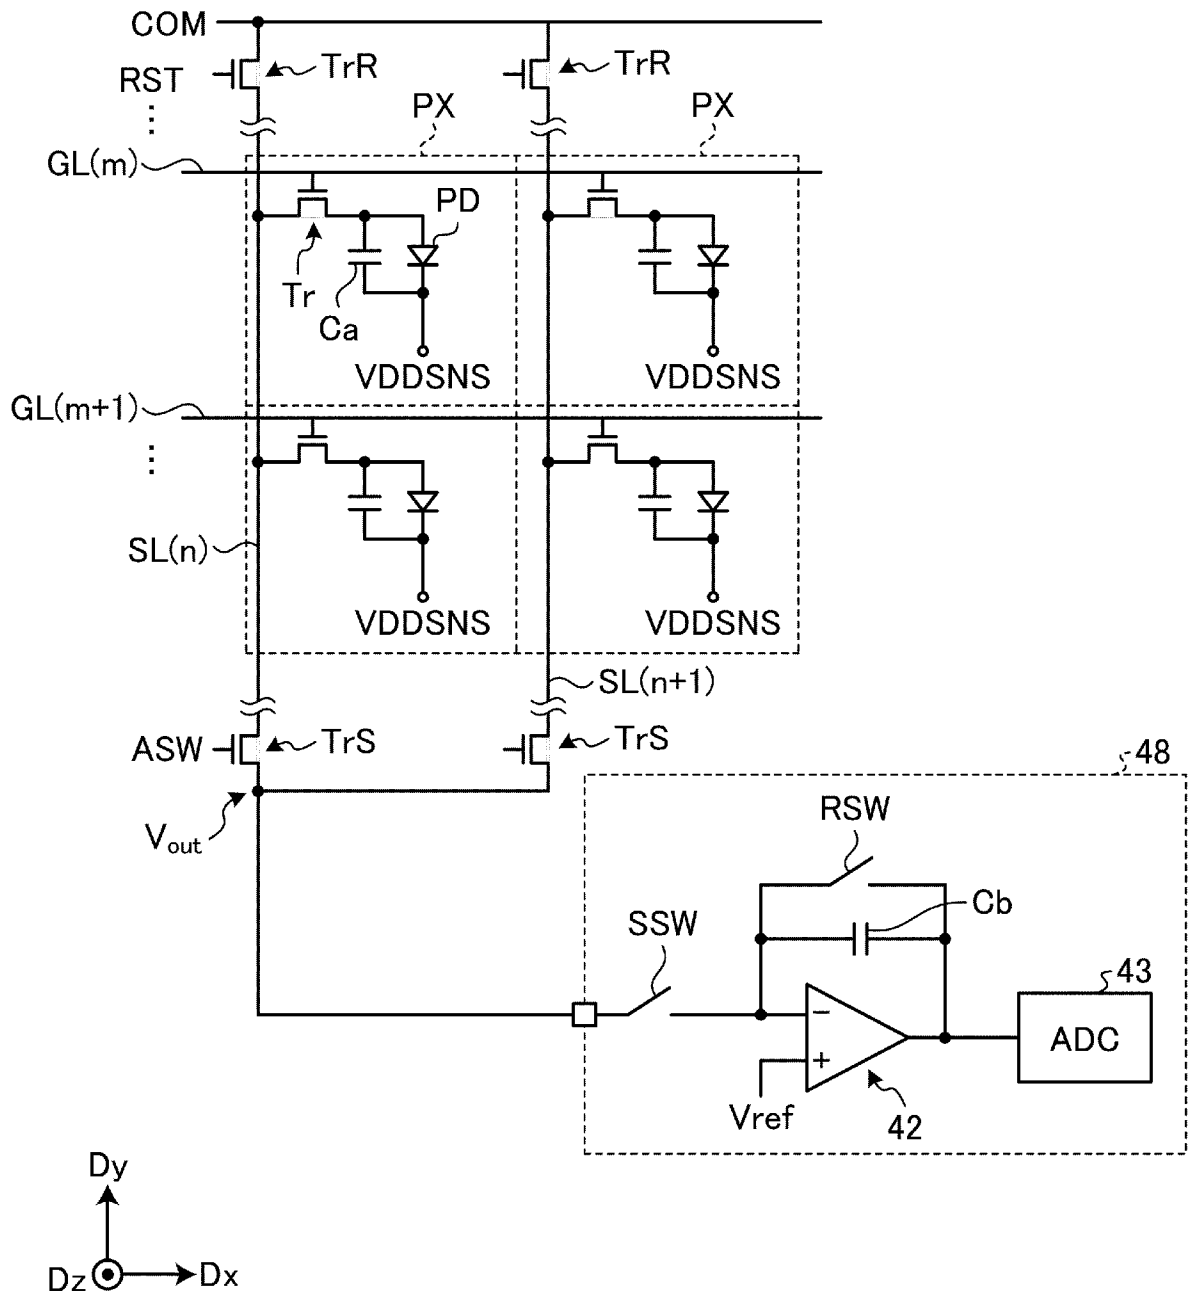 COM
TrR TrR
RST
PX PX
⋮
GL(m)
PD
Tr
Ca
VDDSNS VDDSNS
GL(m+1)
⋮
SL(n)
VDDSNS VDDSNS
SL(n+1)
ASW TrS TrS
48
Vout
RSW
Cb
SSW
43
− ADC
+
Vref 42
Dy
Dz Dx